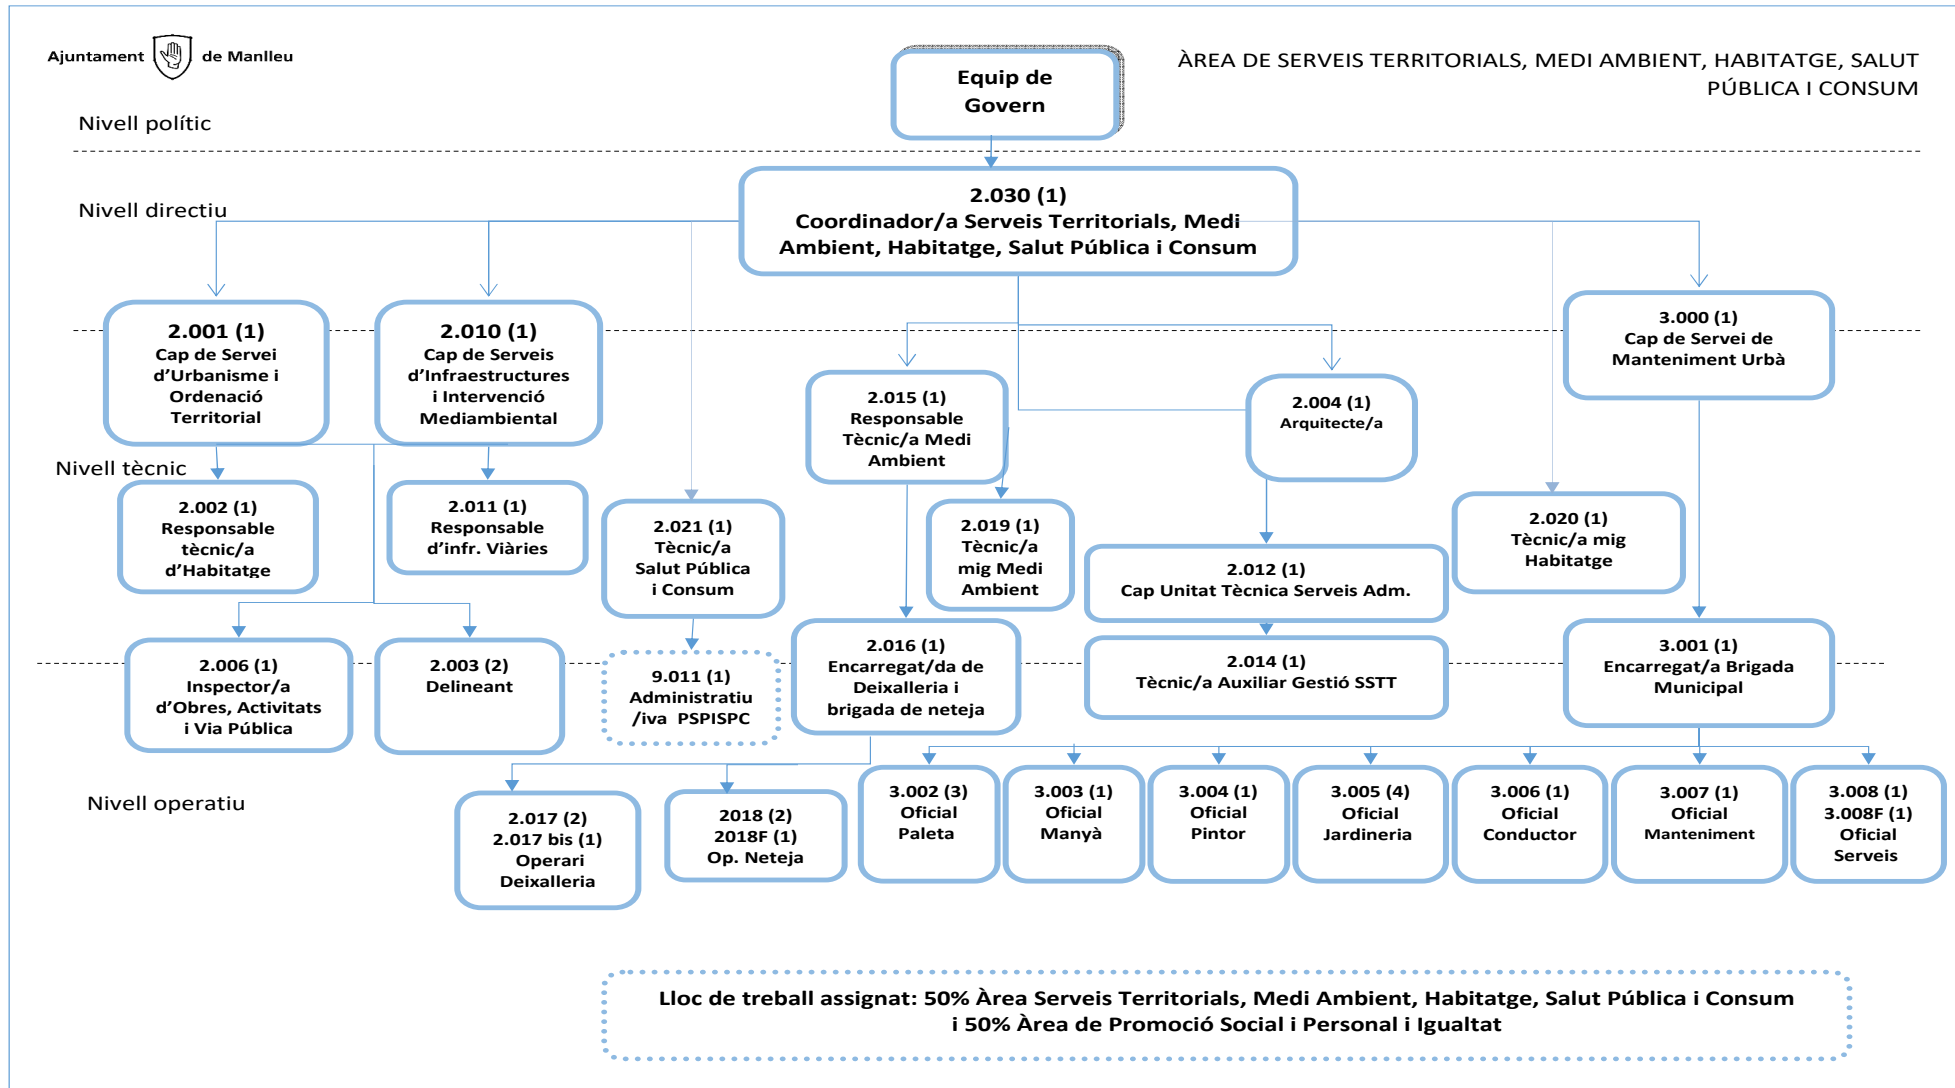 Ajuntament de Manlleu
ÀREA DE SERVEIS TERRITORIALS, MEDI AMBIENT, HABITATGE, SALUT
PÚBLICA I CONSUM
Equip de
Govern
Nivell polític
Nivell directiu
2.030 (1)
Coordinador/a Serveis Territorials, Medi
Ambient, Habitatge, Salut Pública i Consum
2.001 (1)
Cap de Servei
d’Urbanisme i
Ordenació
Territorial
2.010 (1)
Cap de Serveis
d’Infraestructures
i Intervenció
Mediambiental
3.000 (1)
Cap de Servei de
Manteniment Urbà
2.015 (1)
Responsable
Tècnic/a Medi
Ambient
2.004 (1)
Arquitecte/a
Nivell tècnic
2.002 (1)
Responsable
tècnic/a
d’Habitatge
2.011 (1)
Responsable
d’infr. Viàries
2.021 (1)
Tècnic/a
Salut Pública
i Consum
2.019 (1)
Tècnic/a
mig Medi
Ambient
2.012 (1)
Cap Unitat Tècnica Serveis Adm.
2.020 (1)
Tècnic/a mig
Habitatge
2.006 (1)
Inspector/a
d’Obres, Activitats
i Via Pública
2.003 (2)
Delineant
9.011 (1)
Administratiu
/iva PSPISPC
2.016 (1)
Encarregat/da de
Deixalleria i
brigada de neteja
2.014 (1)
Tècnic/a Auxiliar Gestió SSTT
3.001 (1)
Encarregat/a Brigada
Municipal
Nivell operatiu
2.017 (2)
2.017 bis (1)
Operari
Deixalleria
2018 (2)
2018F (1)
Op. Neteja
3.002 (3)
Oficial
Paleta
3.003 (1)
Oficial
Manyà
3.004 (1)
Oficial
Pintor
3.005 (4)
Oficial
Jardineria
3.006 (1)
Oficial
Conductor
3.007 (1)
Oficial
Manteniment
3.008 (1)
3.008F (1)
Oficial
Serveis
Lloc de treball assignat: 50% Àrea Serveis Territorials, Medi Ambient, Habitatge, Salut Pública i Consum
i 50% Àrea de Promoció Social i Personal i Igualtat